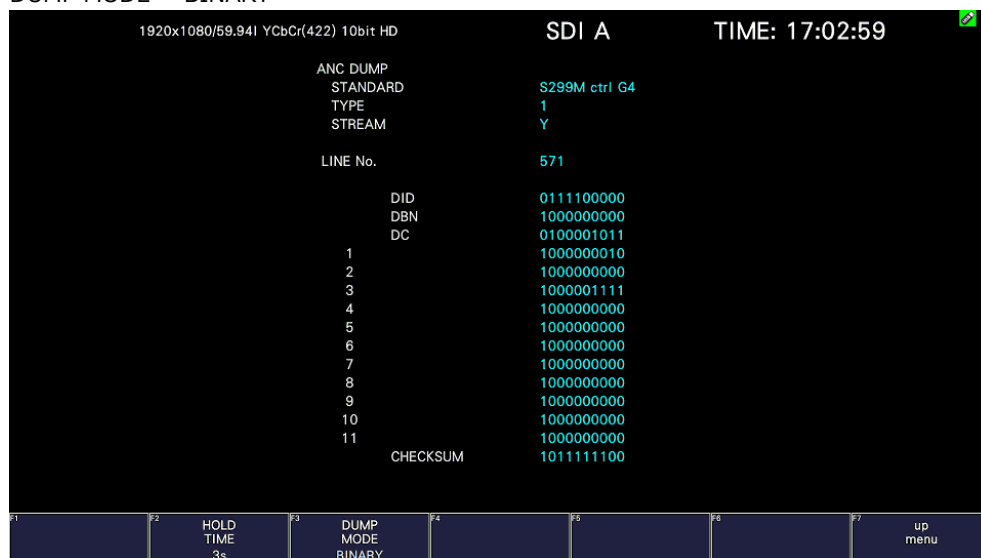 1920x1080/59.94I YCbCr(422) 10bit HD SDI A TIME: 17:02:59
ANC DUMP
STANDARD S299M ctrl G4
TYPE 1
STREAM Y
LINE No. 571
DID 0111100000
DBN 1000000000
DC 0100001011
1 1000000010
2 1000000000
3 1000001111
4 1000000000
5 1000000000
6 1000000000
7 1000000000
8 1000000000
9 1000000000
10 1000000000
11 1000000000
CHECKSUM 1011111100
F1 F2 HOLD F3 DUMP F4 F5 F6 F7 up
TIME MODE menu
3s BINARY